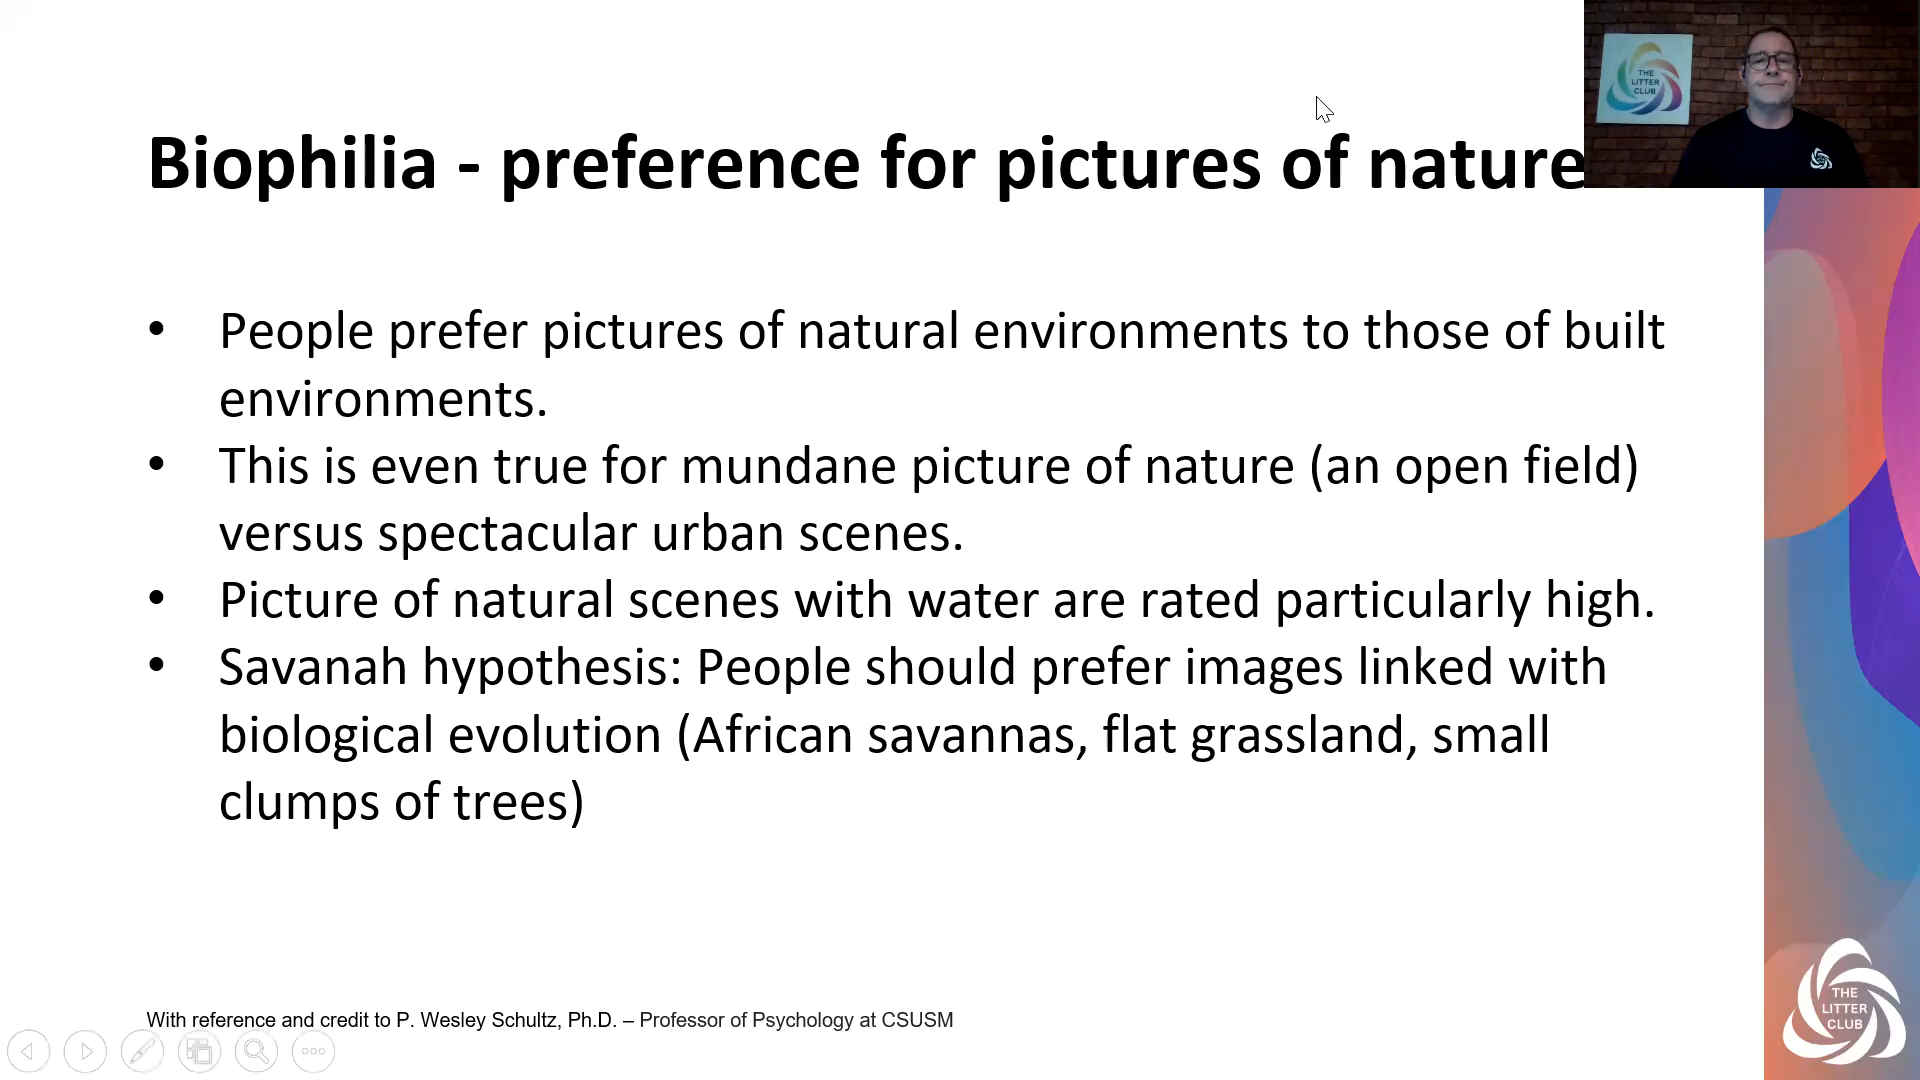 THE
LITTER
CLUB
Biophilia - preference for pictures of nature
• People prefer pictures of natural environments to those of built
environments.
• This is even true for mundane picture of nature (an open field)
versus spectacular urban scenes.
• Picture of natural scenes with water are rated particularly high.
• Savanah hypothesis: People should prefer images linked with
biological evolution (African savannas, flat grassland, small
clumps of trees)
With reference and credit to P. Wesley Schultz, Ph.D. – Professor of Psychology at CSUSM
THE
LITTER
CLUB